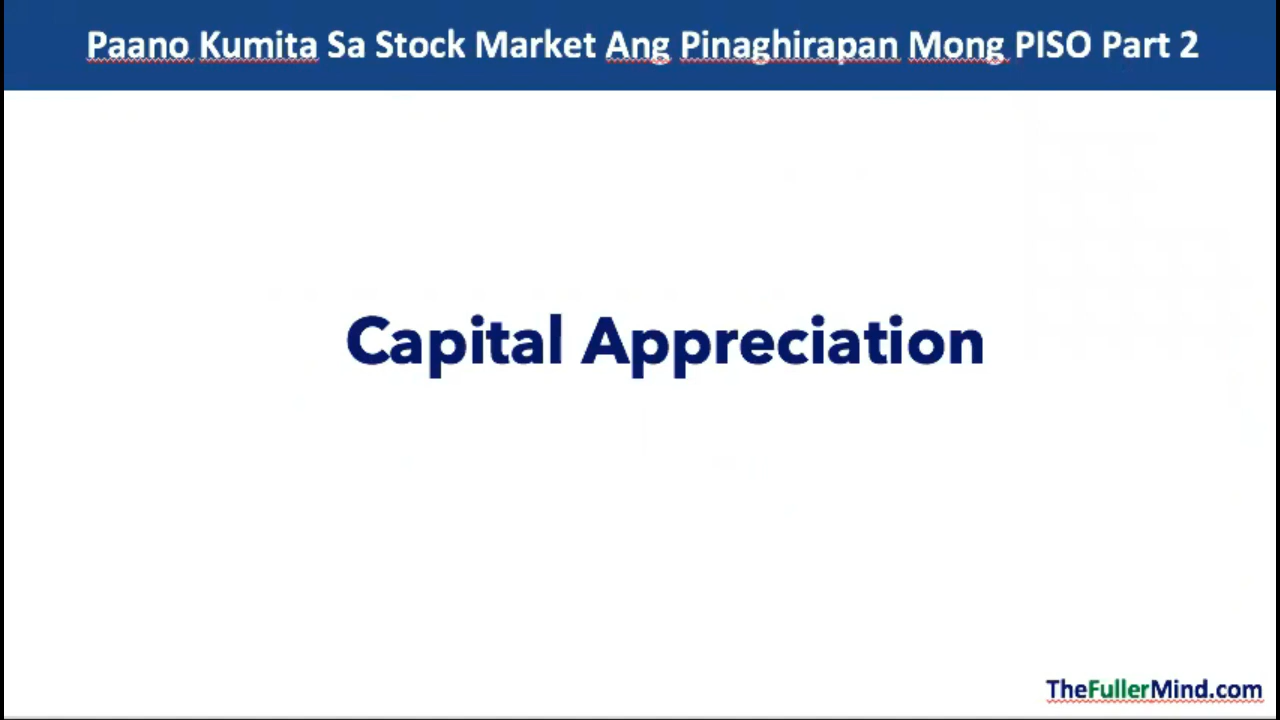 Paano Kumita Sa Stock Market Ang Pinaghirapan Mong PISO Part 2
Capital Appreciation
TheFullerMind.com